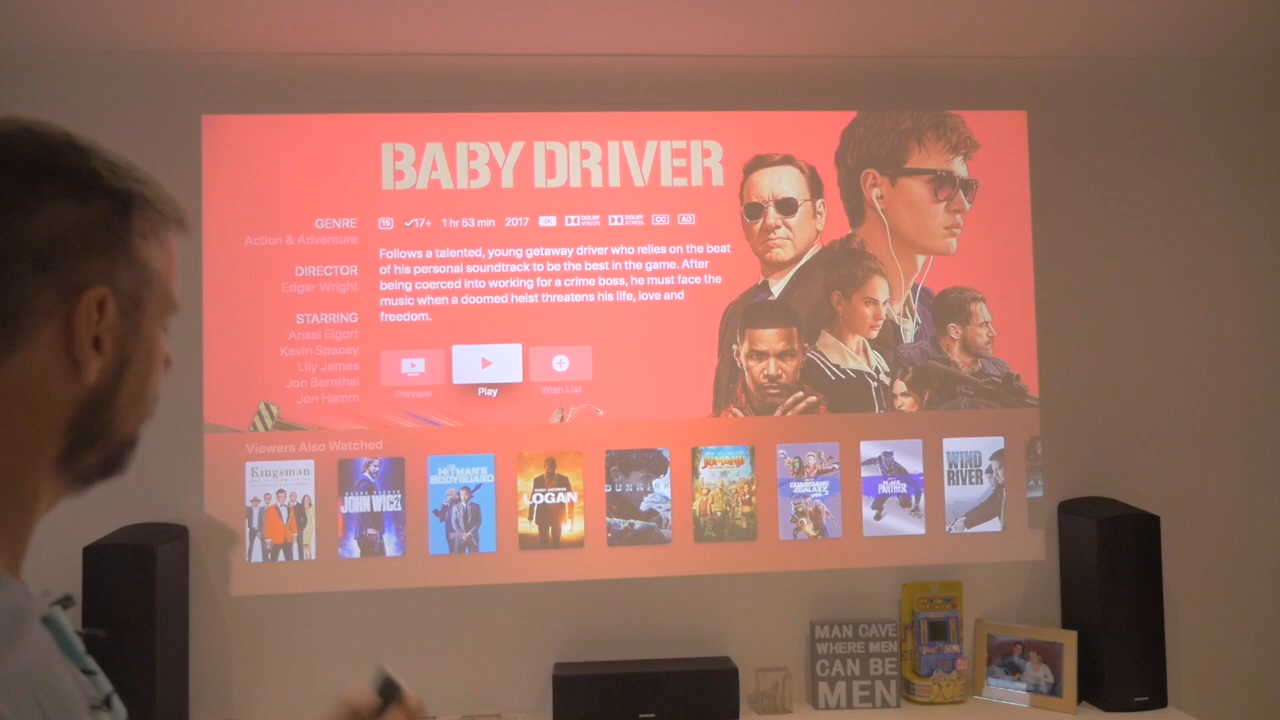 BABY DRIVER
GENRE
Action & Adventure
DIRECTOR
Edgar Wright
STARRING
Ansel Elgort
Kevin Spacey
Lily James
Jon Bernthal
Jon Hamm
15 17+ 1 hr 53 min 2017 4K DOLBY VISION DOLBY ATMOS CC AD
Follows a talented, young getaway driver who relies on the beat
of his personal soundtrack to be the best in the game. After
being coerced into working for a crime boss, he must face the
music when a doomed heist threatens his life, love and
freedom.
Preview
Play
Wish List
Viewers Also Watched
Kingsman
JOHN WICK
THE HITMAN'S
BODYGUARD
LOGAN
DUNKIRK
JUMANJI
GUARDIANS
OF THE
GALAXY
VOL. 2
BLACK
PANTHER
WIND
RIVER
MAN CAVE
WHERE MEN
CAN BE
MEN